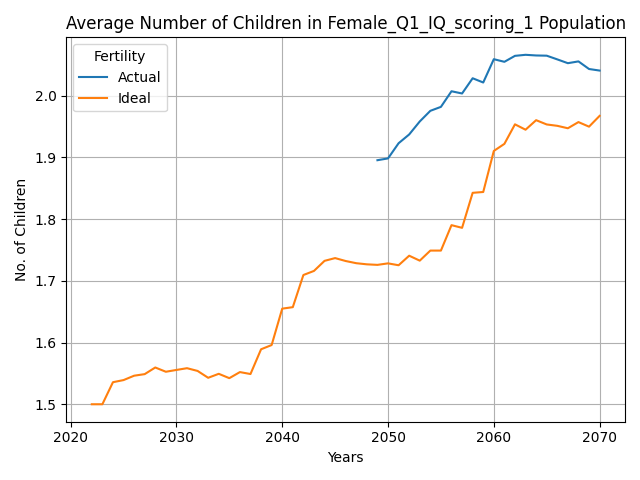 Average Number of Children in Female_Q1_IQ_scoring_1 Population
Fertility
Actual
Ideal
No. of Children
2.0
1.9
1.8
1.7
1.6
1.5
2020 2030 2040 2050 2060 2070
Years